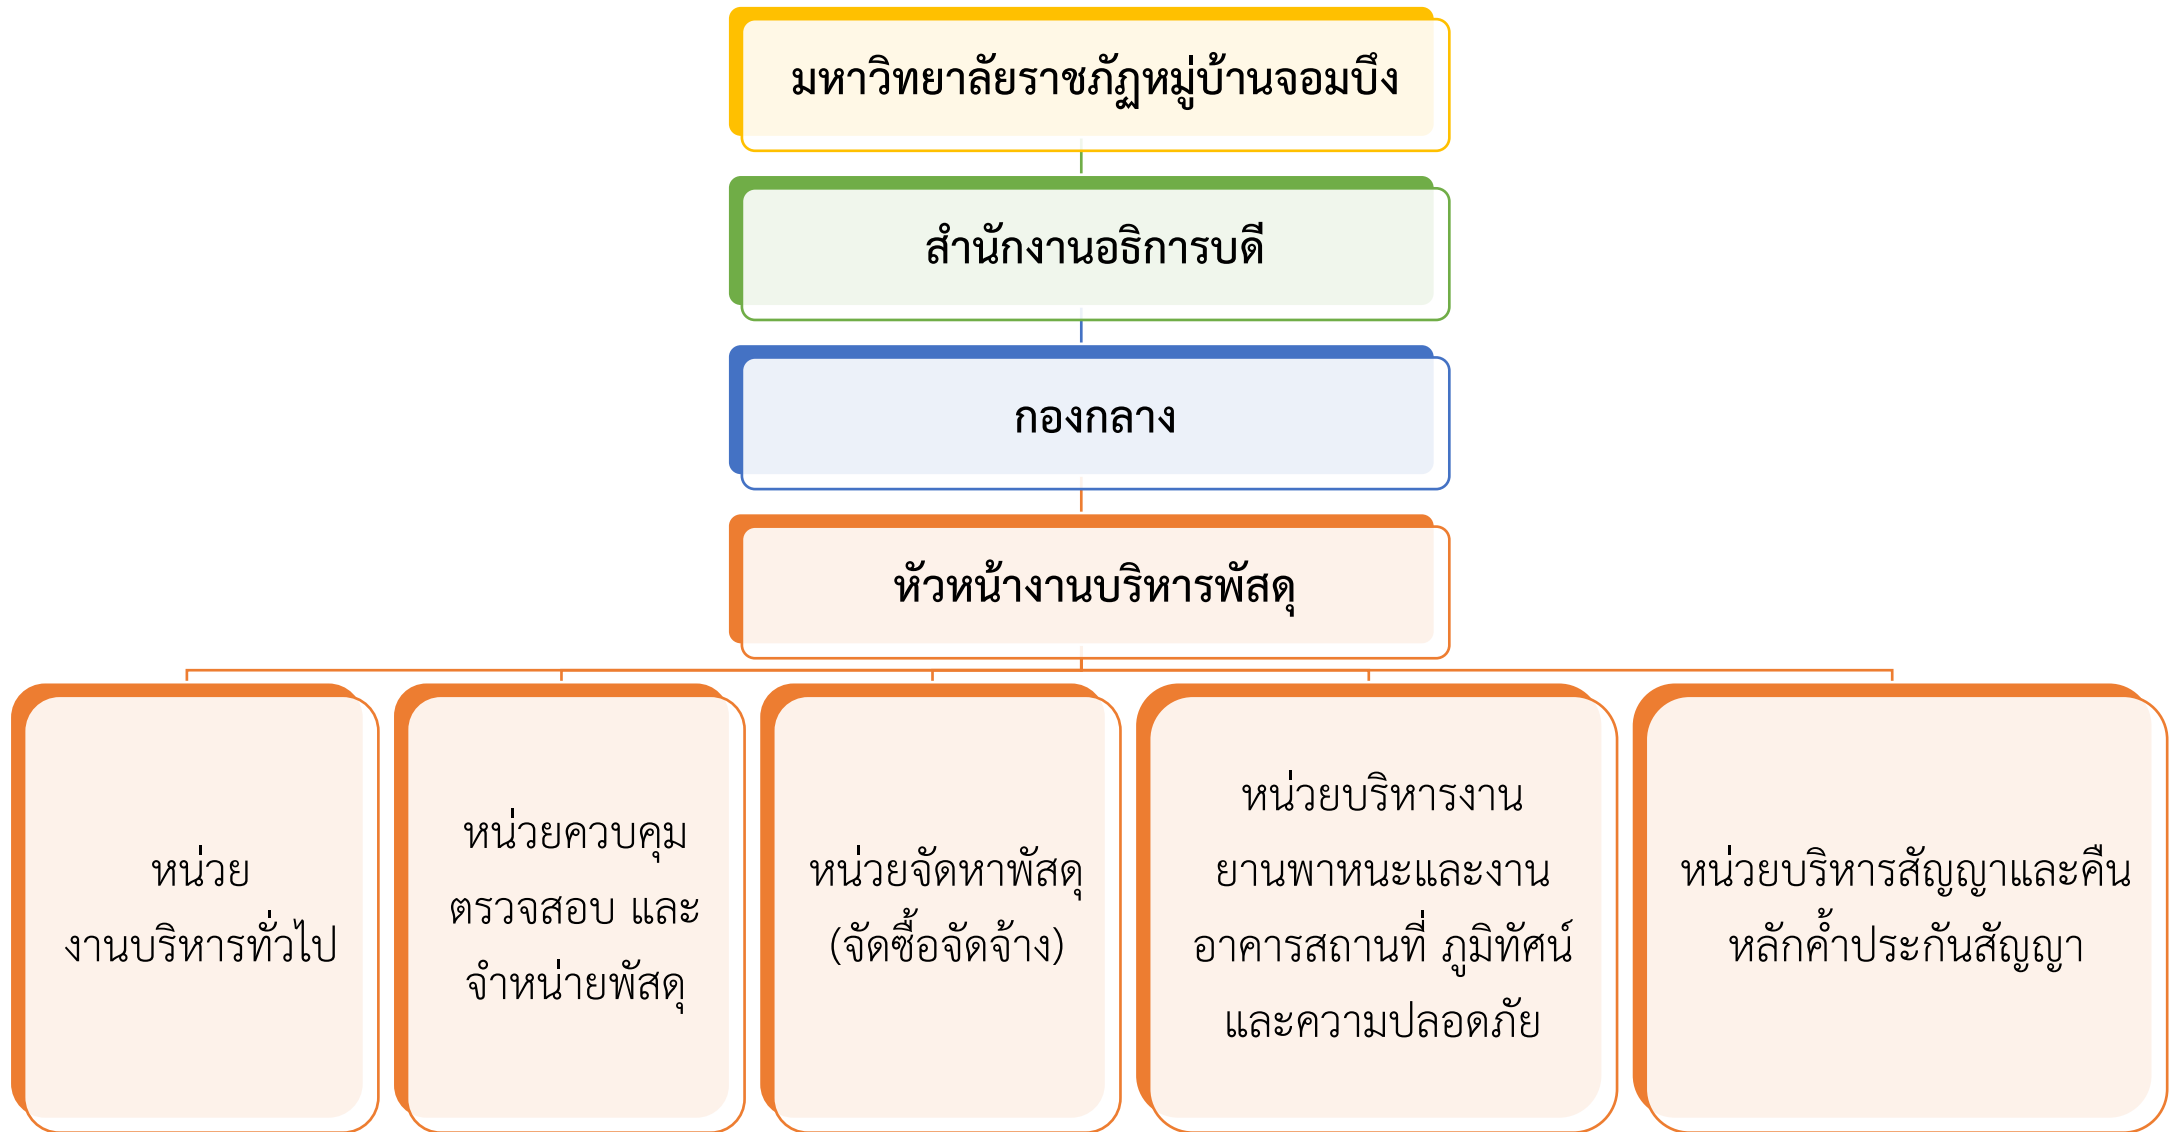 มหาวิทยาลัยราชภัฏหมู่บ้านจอมบึง
สำนักงานอธิการบดี
กองกลาง
หัวหน้างานบริหารพัสดุ
หน่วย
งานบริหารทั่วไป
หน่วยควบคุม
ตรวจสอบ และ
จำหน่ายพัสดุ
หน่วยจัดหาพัสดุ
(จัดซื้อจัดจ้าง)
หน่วยบริหารงาน
ยานพาหนะและงาน
อาคารสถานที่ ภูมิทัศน์
และความปลอดภัย
หน่วยบริหารสัญญาและคืน
หลักค้ำประกันสัญญา